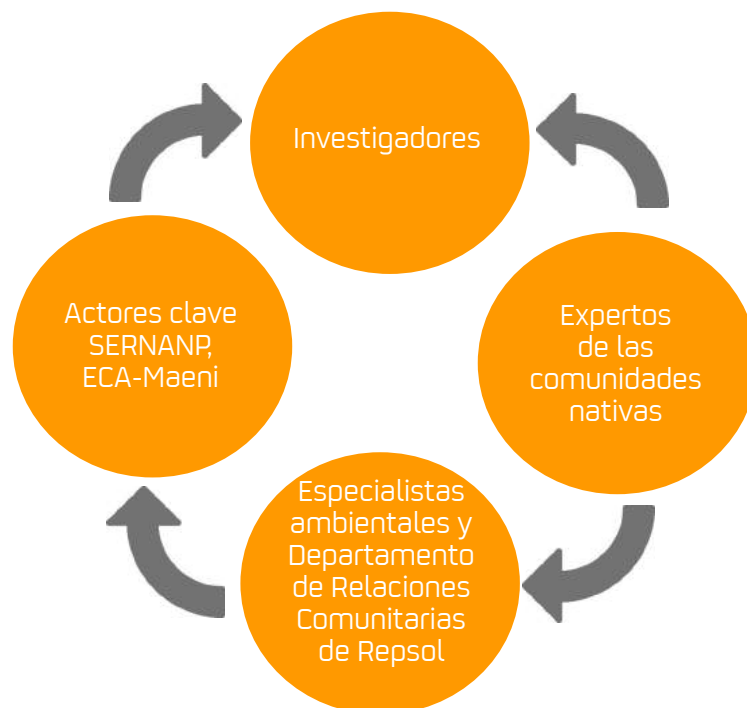 Investigadores
Actores clave
SERNANP,
ECA-Maeni
Expertos
de las
comunidades
nativas
Especialistas
ambientales y
Departamento
de Relaciones
Comunitarias
de Repsol